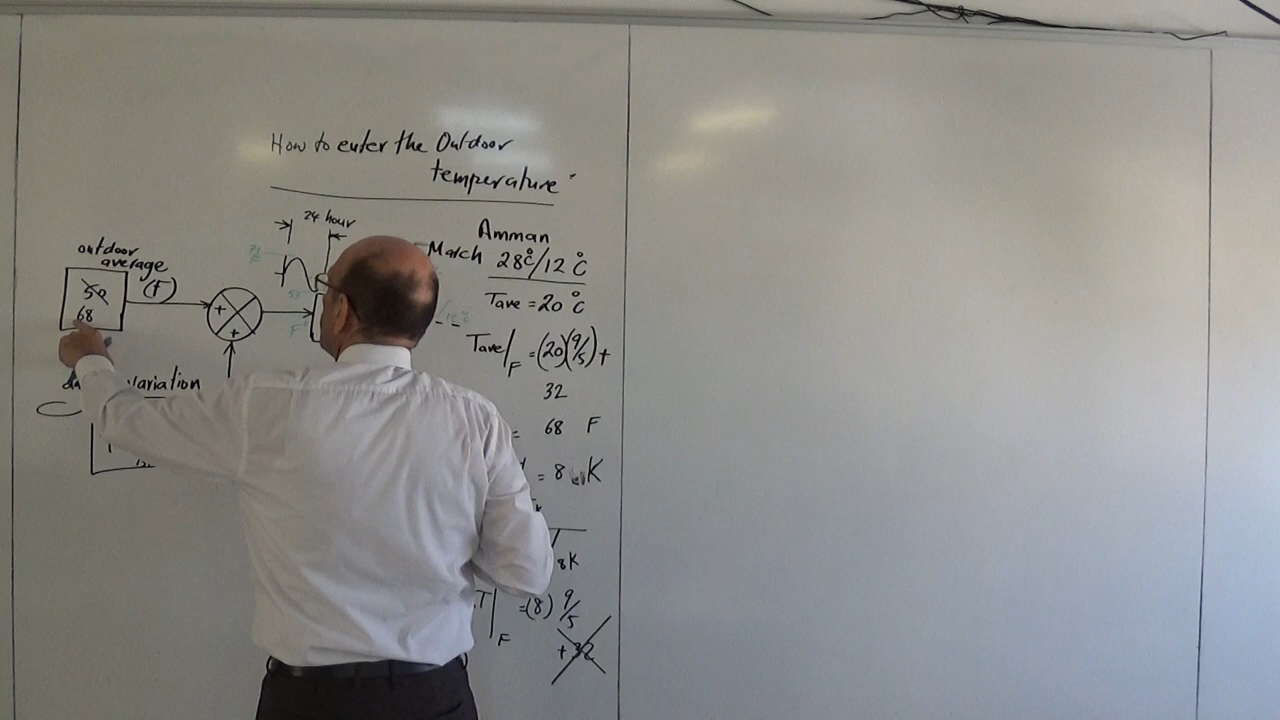 How to enter the Outdoor
temperature
24 hour
outdoor
average
(F)
50
68
+
+
variation
F°
Amman
March 28°C/12°C
Tave = 20°C
Tave/F = (20)(9/5) +
32
= 68 F
= 8 K
8K
T|F = (8) 9/5
+32